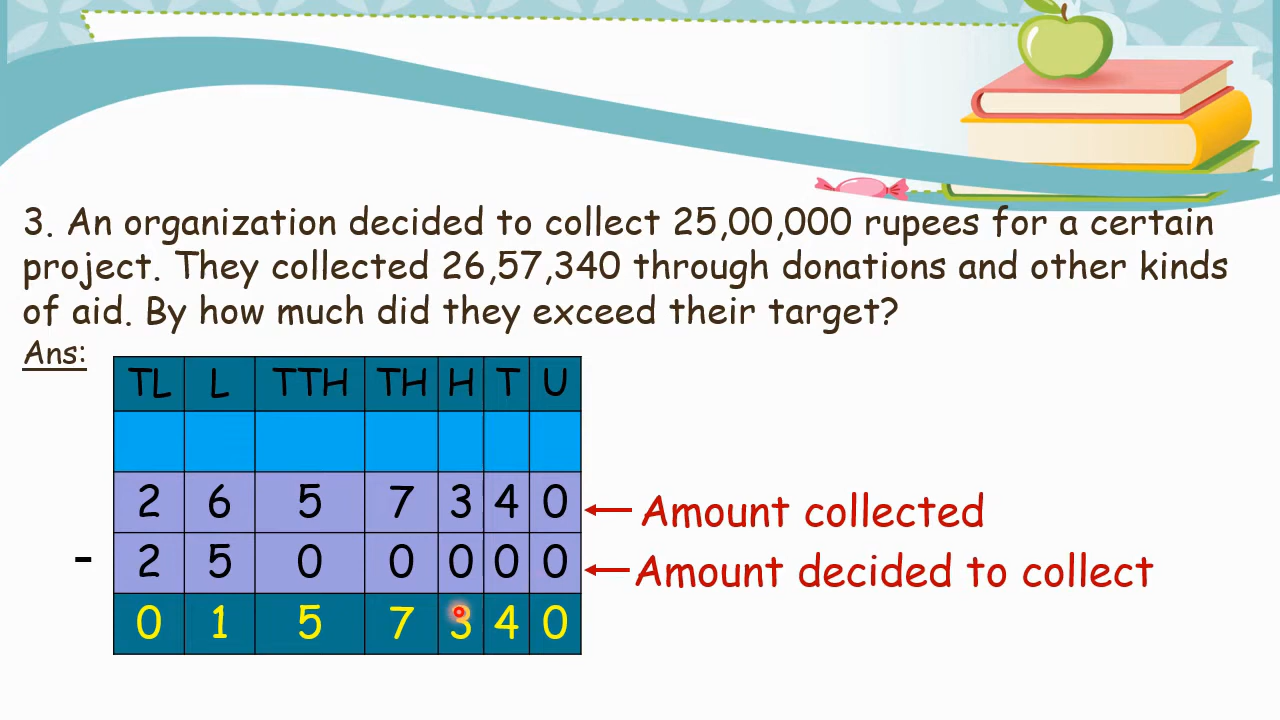 3. An organization decided to collect 25,00,000 rupees for a certain
project. They collected 26,57,340 through donations and other kinds
of aid. By how much did they exceed their target?
Ans:
TL L TTH TH H T U
2 6 5 7 3 4 0 Amount collected
- 2 5 0 0 0 0 0 Amount decided to collect
0 1 5 7 3 4 0